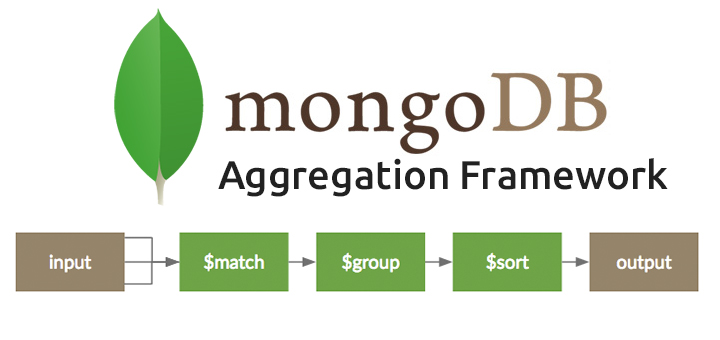 mongoDB
Aggregation Framework
input $match $group $sort output